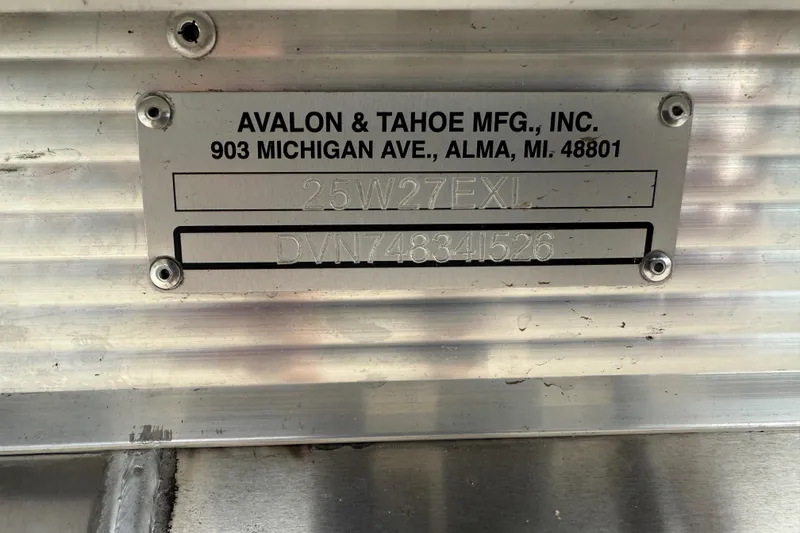 AVALON & TAHOE MFG., INC.
903 MICHIGAN AVE., ALMA, MI. 48801
25W27EXL
DVN74834I526